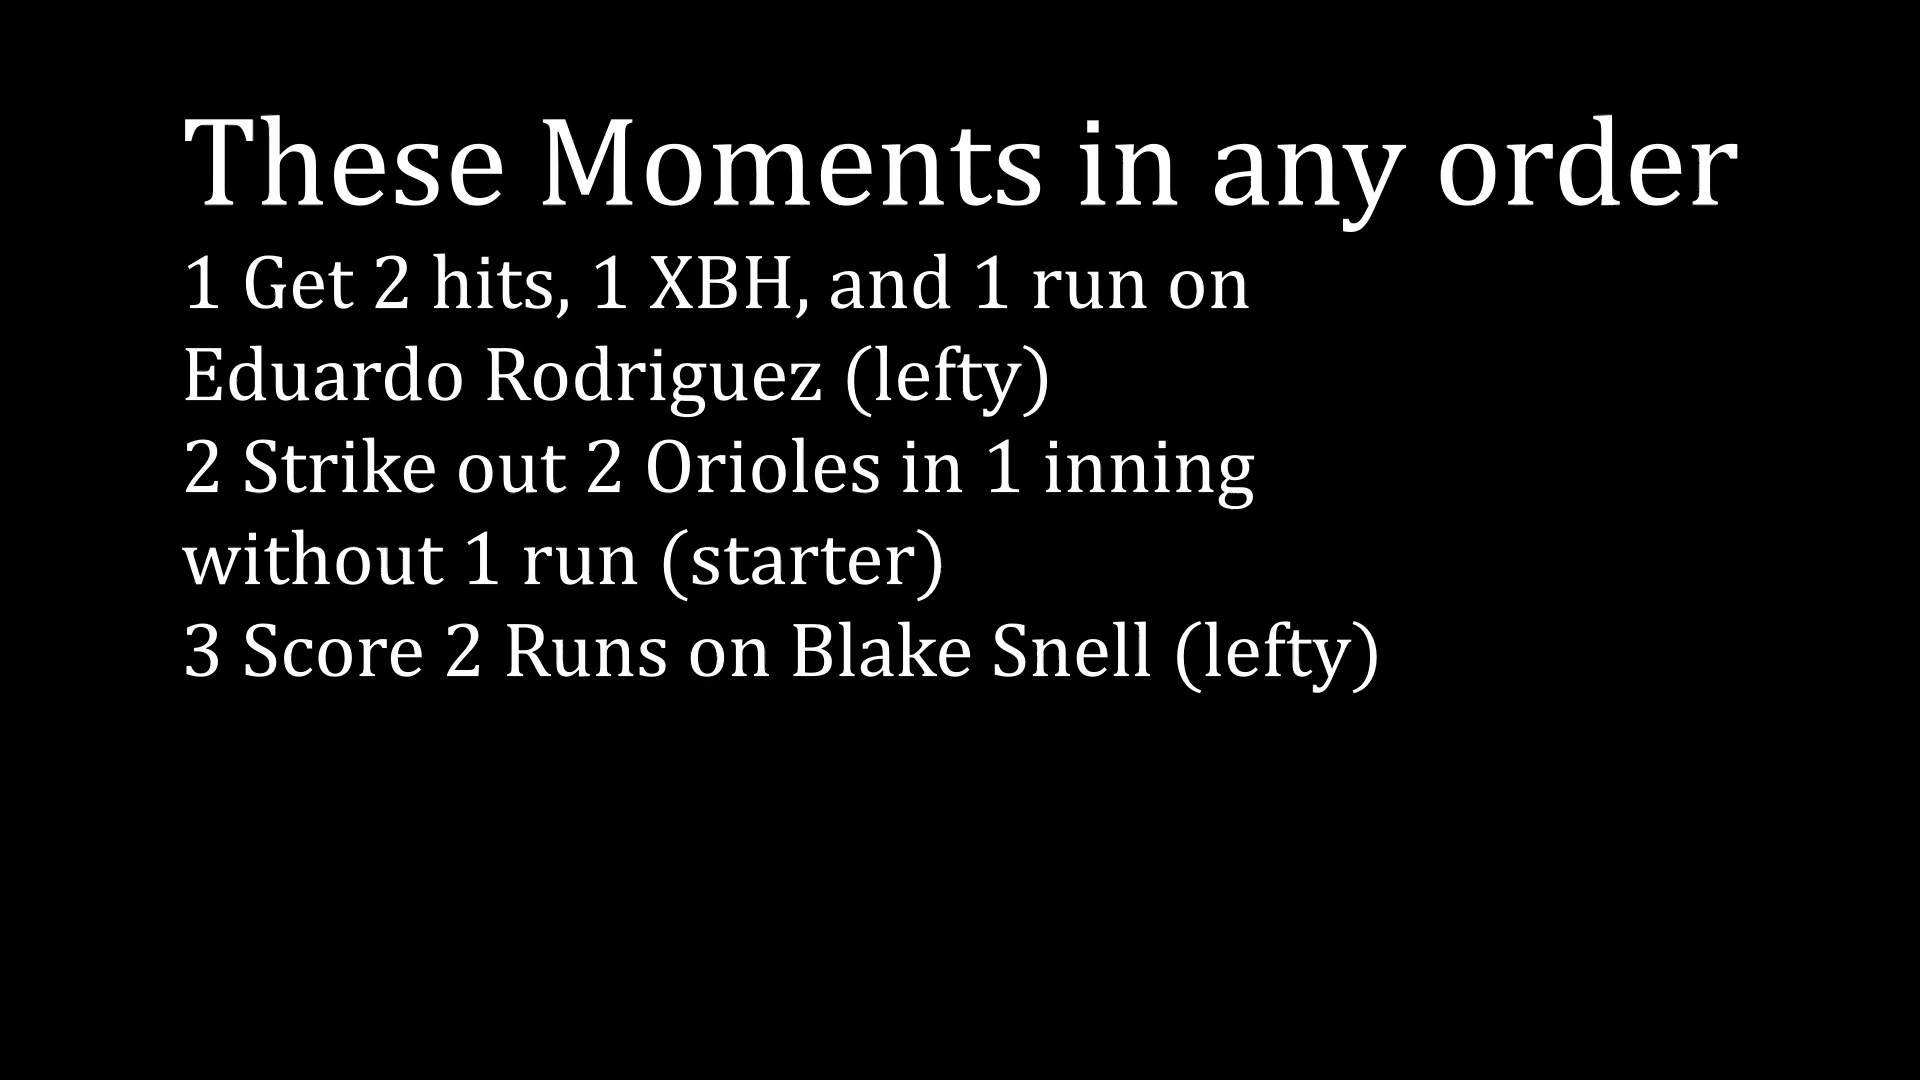 These Moments in any order
1 Get 2 hits, 1 XBH, and 1 run on
Eduardo Rodriguez (lefty)
2 Strike out 2 Orioles in 1 inning
without 1 run (starter)
3 Score 2 Runs on Blake Snell (lefty)